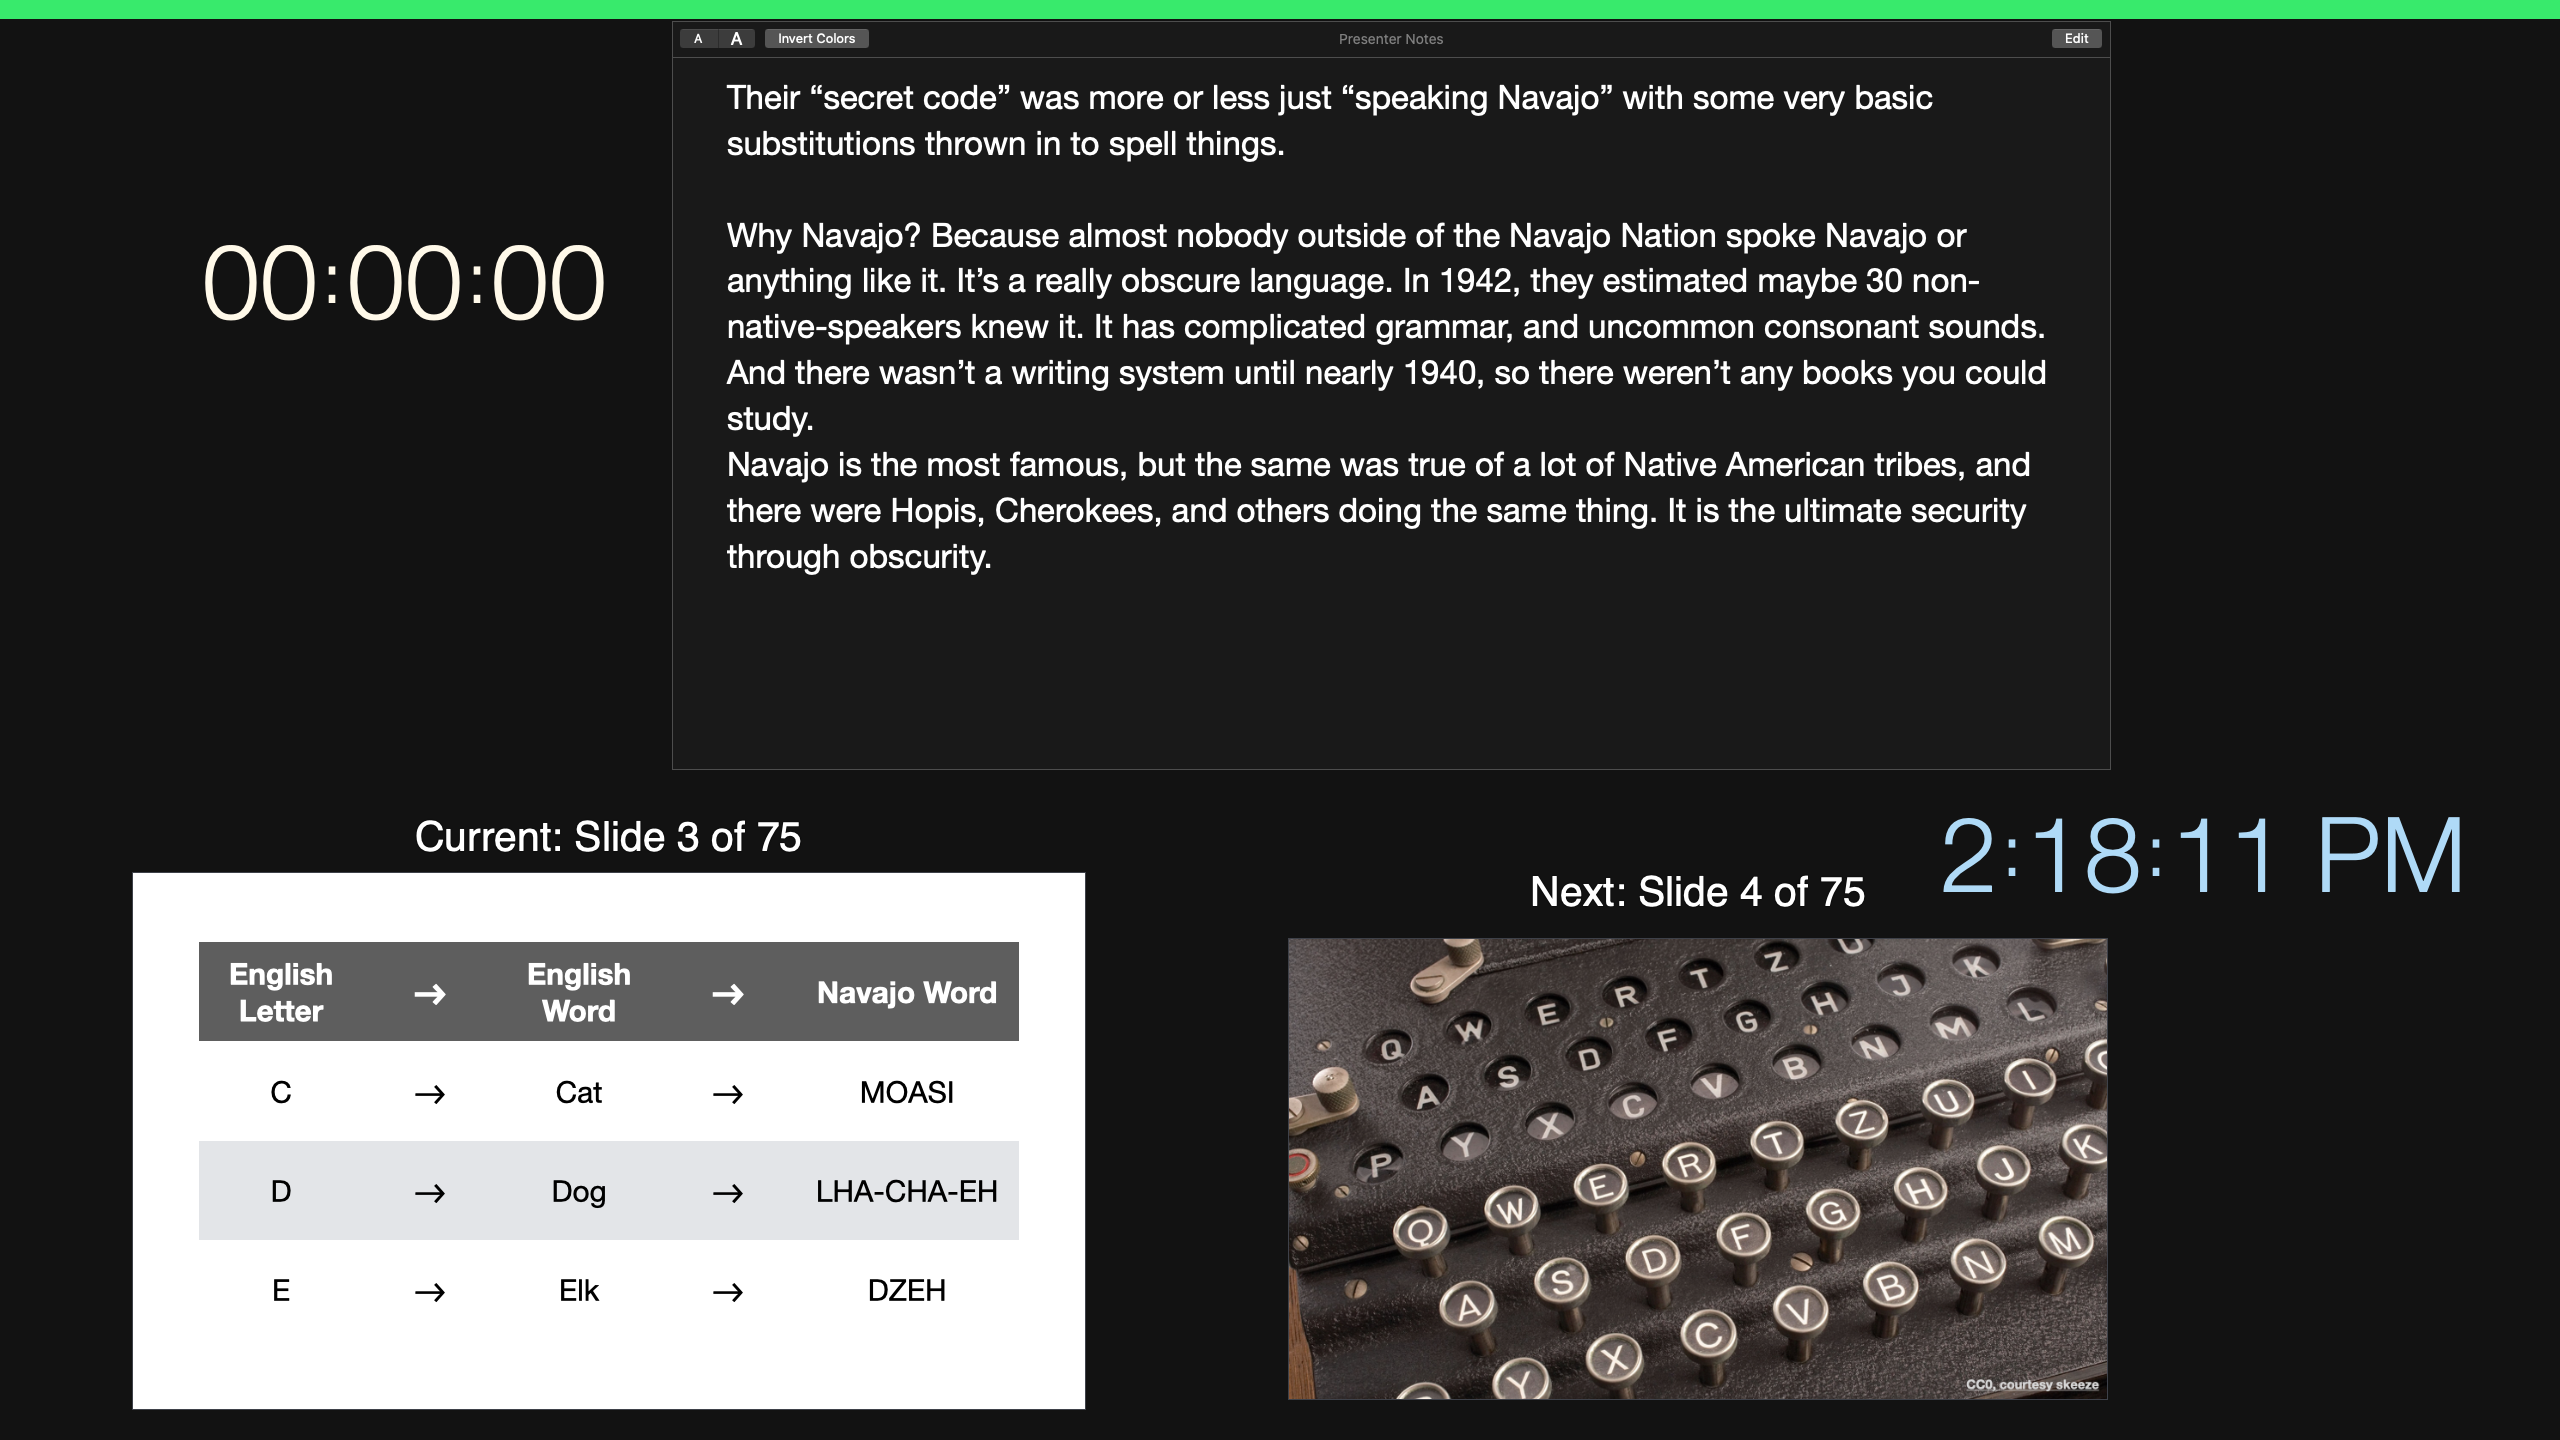 A A Invert Colors Presenter Notes Edit
Their “secret code” was more or less just “speaking Navajo” with some very basic
substitutions thrown in to spell things.
Why Navajo? Because almost nobody outside of the Navajo Nation spoke Navajo or
anything like it. It’s a really obscure language. In 1942, they estimated maybe 30 non-
native-speakers knew it. It has complicated grammar, and uncommon consonant sounds.
And there wasn’t a writing system until nearly 1940, so there weren’t any books you could
study.
Navajo is the most famous, but the same was true of a lot of Native American tribes, and
there were Hopis, Cherokees, and others doing the same thing. It is the ultimate security
through obscurity.
00:00:00
Current: Slide 3 of 75
English
Letter
→
English
Word
→
Navajo Word
C → Cat → MOASI
D → Dog → LHA-CHA-EH
E → Elk → DZEH
2:18:11 PM
Next: Slide 4 of 75
Q W E R T Z U
A S D F G H J K
P Y X C V B N M L
Q W E R T Z U I
A S D F G H J K
Y X C V B N M
CC0, courtesy skeeze